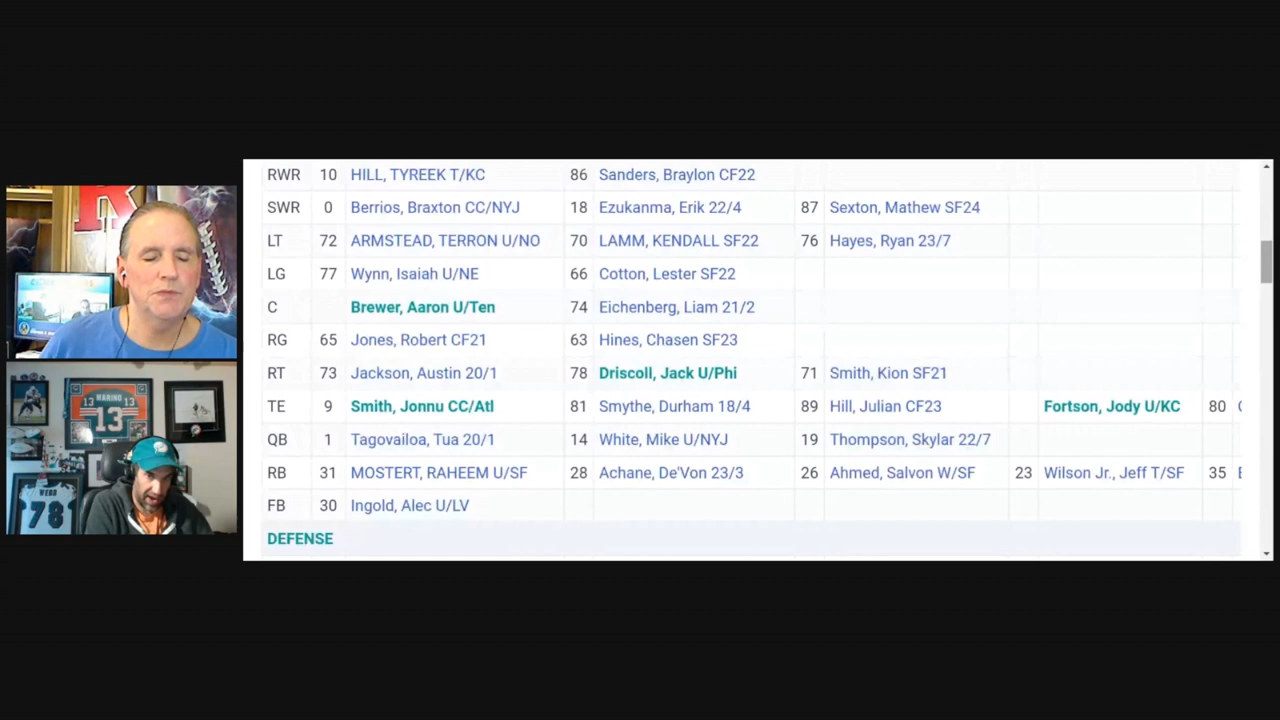 RWR 10 HILL, TYREEK T/KC 86 Sanders, Braylon CF22
SWR 0 Berrios, Braxton CC/NYJ 18 Ezukanma, Erik 22/4 87 Sexton, Mathew SF24
LT 72 ARMSTEAD, TERRON U/NO 70 LAMM, KENDALL SF22 76 Hayes, Ryan 23/7
LG 77 Wynn, Isaiah U/NE 66 Cotton, Lester SF22
C Brewer, Aaron U/Ten 74 Eichenberg, Liam 21/2
RG 65 Jones, Robert CF21 63 Hines, Chasen SF23
RT 73 Jackson, Austin 20/1 78 Driscoll, Jack U/Phi 71 Smith, Kion SF21
TE 9 Smith, Jonnu CC/Atl 81 Smythe, Durham 18/4 89 Hill, Julian CF23 Fortson, Jody U/KC 80
QB 1 Tagovailoa, Tua 20/1 14 White, Mike U/NYJ 19 Thompson, Skylar 22/7
RB 31 MOSTERT, RAHEEM U/SF 28 Achane, De'Von 23/3 26 Ahmed, Salvon W/SF 23 Wilson Jr., Jeff T/SF 35
FB 30 Ingold, Alec U/LV
DEFENSE
R
13 MARINO 13
13
WEBB
78